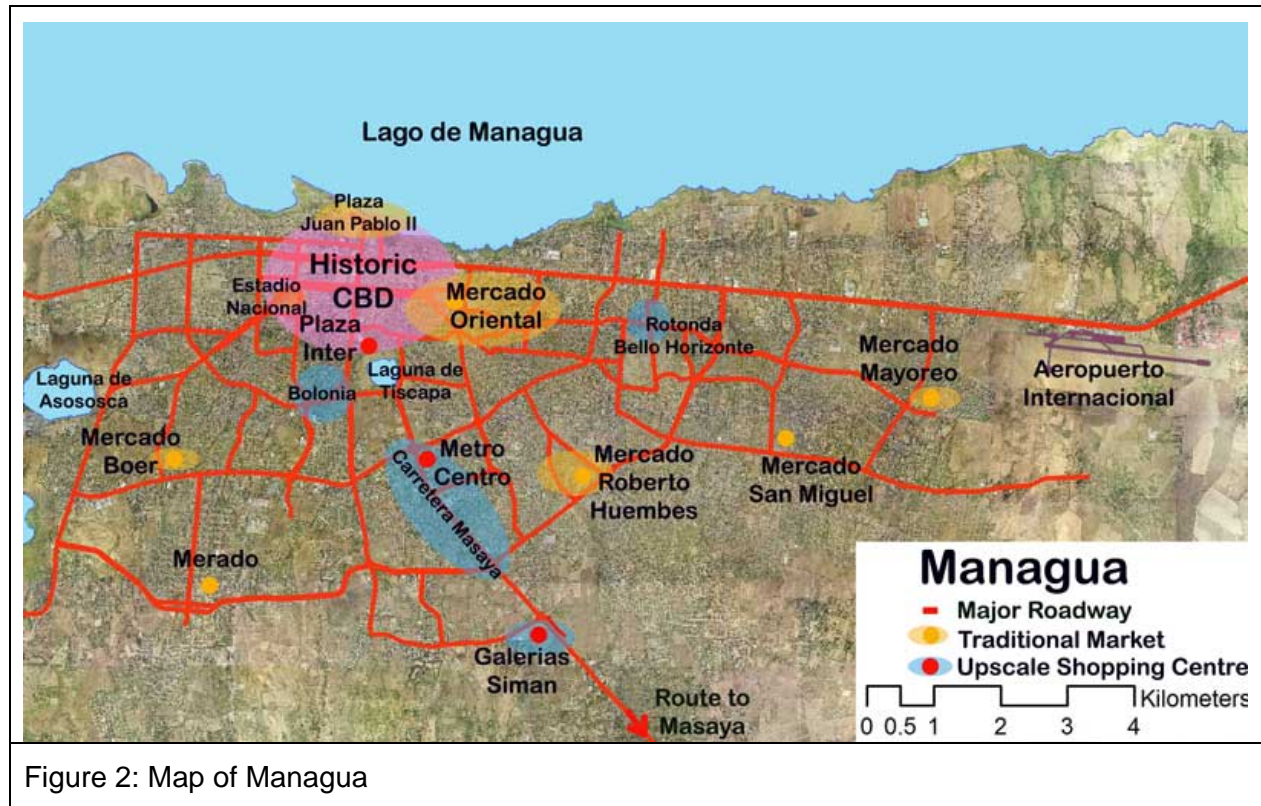 Lago de Managua
Plaza
Juan Pablo II
Historic
CBD
Estadio
Nacional
Mercado
Oriental
Plaza
Inter
Rotonda
Bello Horizonte
Mercado
Mayoreo
Aeropuerto
Internacional
Laguna de
Asososca
Bolonia
Laguna de
Tiscapa
Mercado
Boer
Metro
Centro
Carretera Masaya
Mercado
Roberto
Huembes
Mercado
San Miguel
Merado
Galerias
Siman
Route to
Masaya
Managua
Major Roadway
Traditional Market
Upscale Shopping Centre
Kilometers
0 0.5 1 2 3 4
Figure 2: Map of Managua